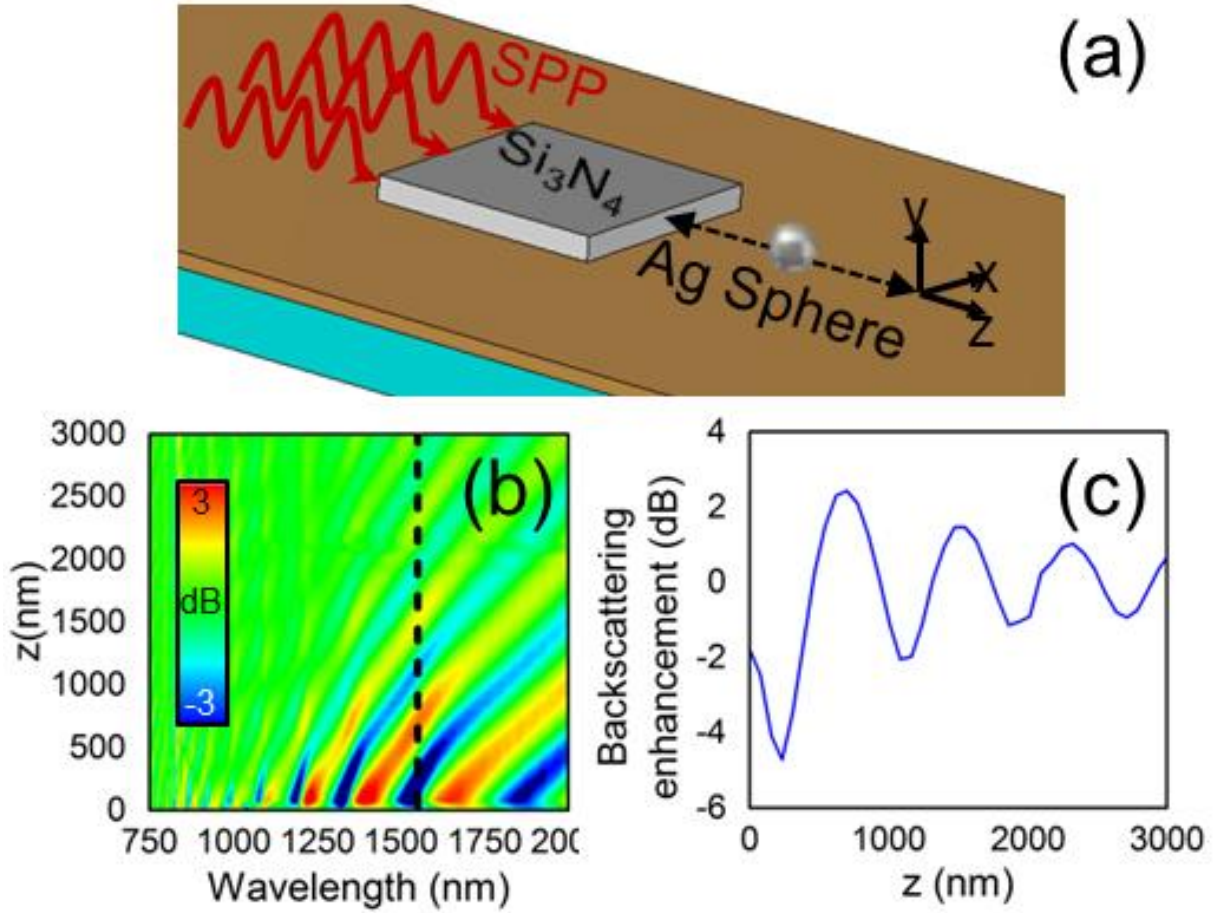 (a)
SPP
Si3N4
Ag Sphere
y
x
z
3000
2500
2000
1500
1000
500
0
z(nm)
(b)
3
dB
-3
750 1000 1250 1500 1750 200
Wavelength (nm)
(c)
4
2
0
-2
-4
-6
Backscattering
enhancement (dB)
0 1000 2000 3000
z (nm)